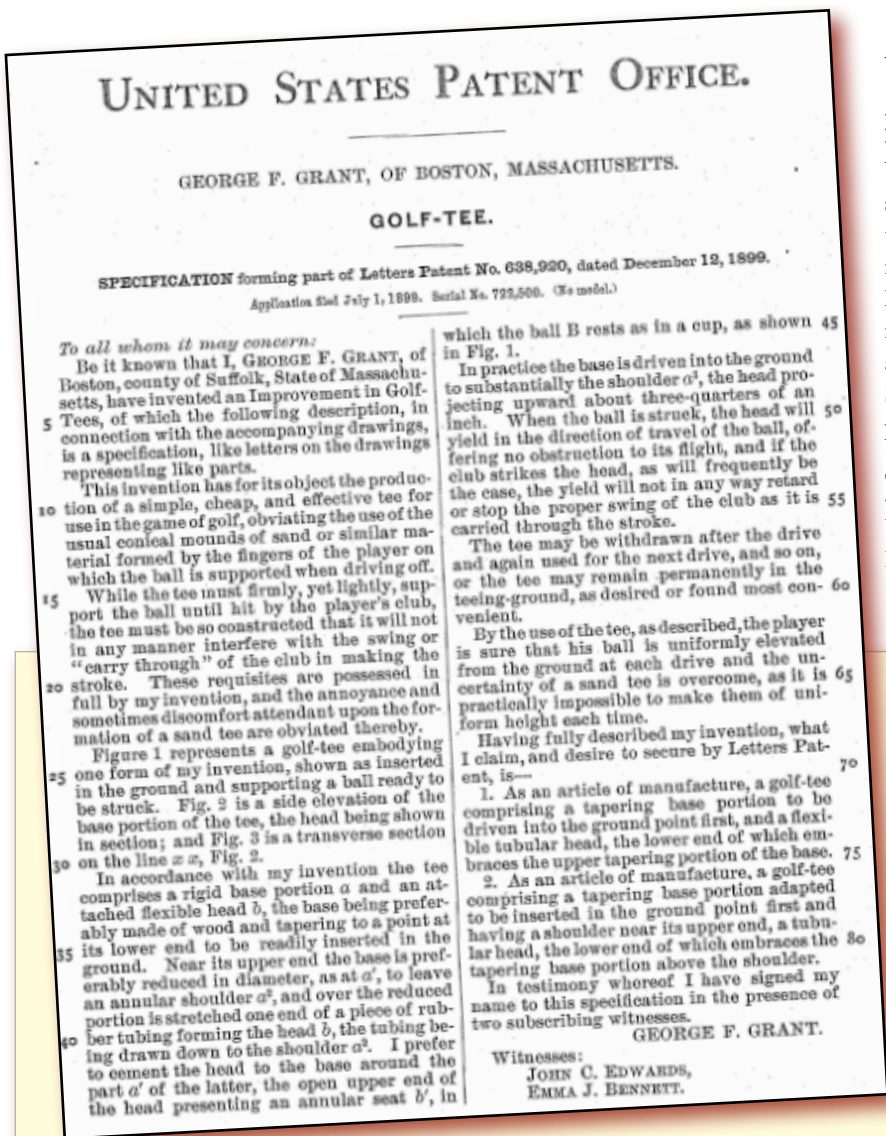 UNITED STATES PATENT OFFICE.
GEORGE F. GRANT, OF BOSTON, MASSACHUSETTS.
GOLF-TEE.
SPECIFICATION forming part of Letters Patent No. 638,920, dated December 12, 1899.
Application filed July 1, 1899. Serial No. 722,500. (No model.)
To all whom it may concern:
Be it known that I, GEORGE F. GRANT, of
Boston, county of Suffolk, State of Massachu-
setts, have invented an Improvement in Golf-
5 Tees, of which the following description, in
connection with the accompanying drawings,
is a specification, like letters on the drawings
representing like parts.
This invention has for its object the produc-
10 tion of a simple, cheap, and effective tee for
use in the game of golf, obviating the use of the
usual conical mounds of sand or similar ma-
terial formed by the fingers of the player on
which the ball is supported when driving off.
15 While the tee must firmly, yet lightly, sup-
port the ball until hit by the player's club,
the tee must be so constructed that it will not
in any manner interfere with the swing or
"carry through" of the club in making the
20 stroke. These requisites are possessed in
full by my invention, and the annoyance and
sometimes discomfort attendant upon the for-
mation of a sand tee are obviated thereby.
Figure 1 represents a golf-tee embodying
25 one form of my invention, shown as inserted
in the ground and supporting a ball ready to
be struck. Fig. 2 is a side elevation of the
base portion of the tee, the head being shown
in section; and Fig. 3 is a transverse section
30 on the line x x, Fig. 2.
In accordance with my invention the tee
comprises a rigid base portion a and an at-
tached flexible head b, the base being prefer-
ably made of wood and tapering to a point at
35 its lower end to be readily inserted in the
ground. Near its upper end the base is pref-
erably reduced in diameter, as at a', to leave
an annular shoulder a², and over the reduced
portion is stretched one end of a piece of rub-
40 ber tubing forming the head b, the tubing be-
ing drawn down to the shoulder a². I prefer
to cement the head to the base around the
part a' of the latter, the open upper end of
the head presenting an annular seat b', in
which the ball B rests as in a cup, as shown 45
in Fig. 1.
In practice the base is driven into the ground
to substantially the shoulder a², the head pro-
jecting upward about three-quarters of an
inch. When the ball is struck, the head will 50
yield in the direction of travel of the ball, of-
fering no obstruction to its flight, and if the
club strikes the head, as will frequently be
the case, the yield will not in any way retard
or stop the proper swing of the club as it is 55
carried through the stroke.
The tee may be withdrawn after the drive
and again used for the next drive, and so on,
or the tee may remain permanently in the
teeing-ground, as desired or found most con- 60
venient.
By the use of the tee, as described, the player
is sure that his ball is uniformly elevated
from the ground at each drive and the un-
certainty of a sand tee is overcome, as it is 65
practically impossible to make them of uni-
form height each time.
Having fully described my invention, what
I claim, and desire to secure by Letters Pat-
ent, is— 70
1. As an article of manufacture, a golf-tee
comprising a tapering base portion to be
driven into the ground point first, and a flexi-
ble tubular head, the lower end of which em-
braces the upper tapering portion of the base. 75
2. As an article of manufacture, a golf-tee
comprising a tapering base portion adapted
to be inserted in the ground point first and
having a shoulder near its upper end, a tubu-
lar head, the lower end of which embraces the 80
tapering base portion above the shoulder.
In testimony whereof I have signed my
name to this specification in the presence of
two subscribing witnesses.
GEORGE F. GRANT.
Witnesses:
JOHN C. EDWARDS,
EMMA J. BENNETT.